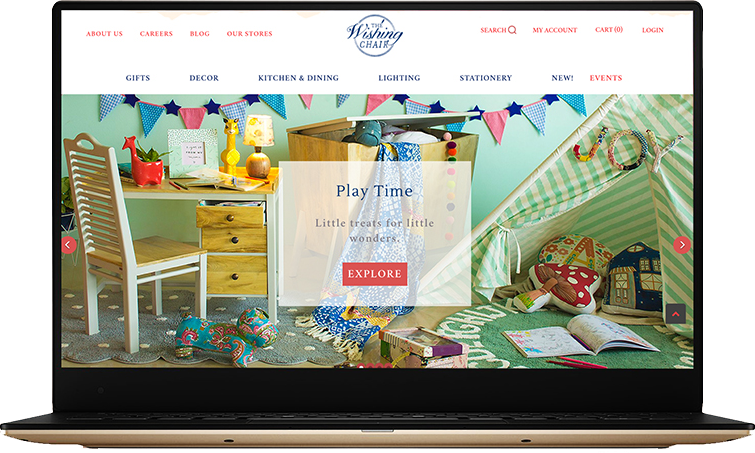 ABOUT US
CAREERS
BLOG
OUR STORES
THE
Wishing
CHAIR
SEARCH
MY ACCOUNT
CART (0)
LOGIN
GIFTS
DECOR
KITCHEN & DINING
LIGHTING
STATIONERY
NEW!
EVENTS
Play Time
Little treats for little
wonders.
EXPLORE